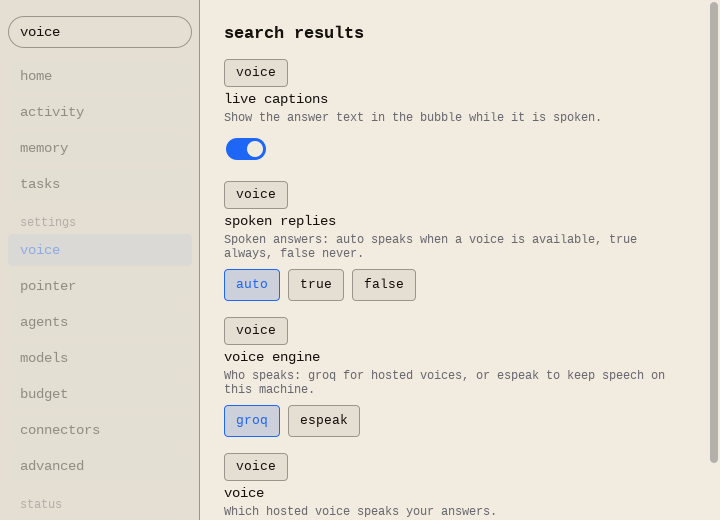 voice
home
activity
memory
tasks
settings
voice
pointer
agents
models
budget
connectors
advanced
status
search results
voice
live captions
Show the answer text in the bubble while it is spoken.
voice
spoken replies
Spoken answers: auto speaks when a voice is available, true
always, false never.
auto true false
voice
voice engine
Who speaks: groq for hosted voices, or espeak to keep speech on
this machine.
groq espeak
voice
voice
Which hosted voice speaks your answers.